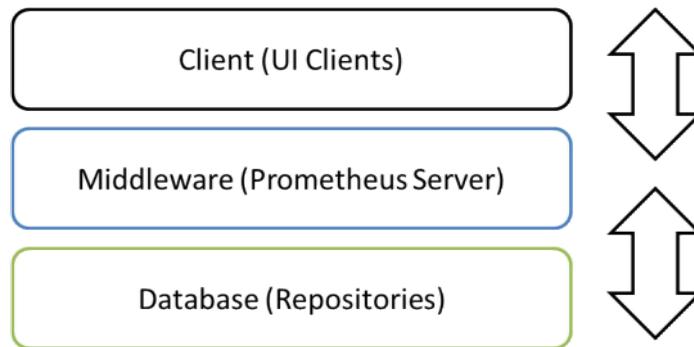 Client (UI Clients)
Middleware (Prometheus Server)
Database (Repositories)